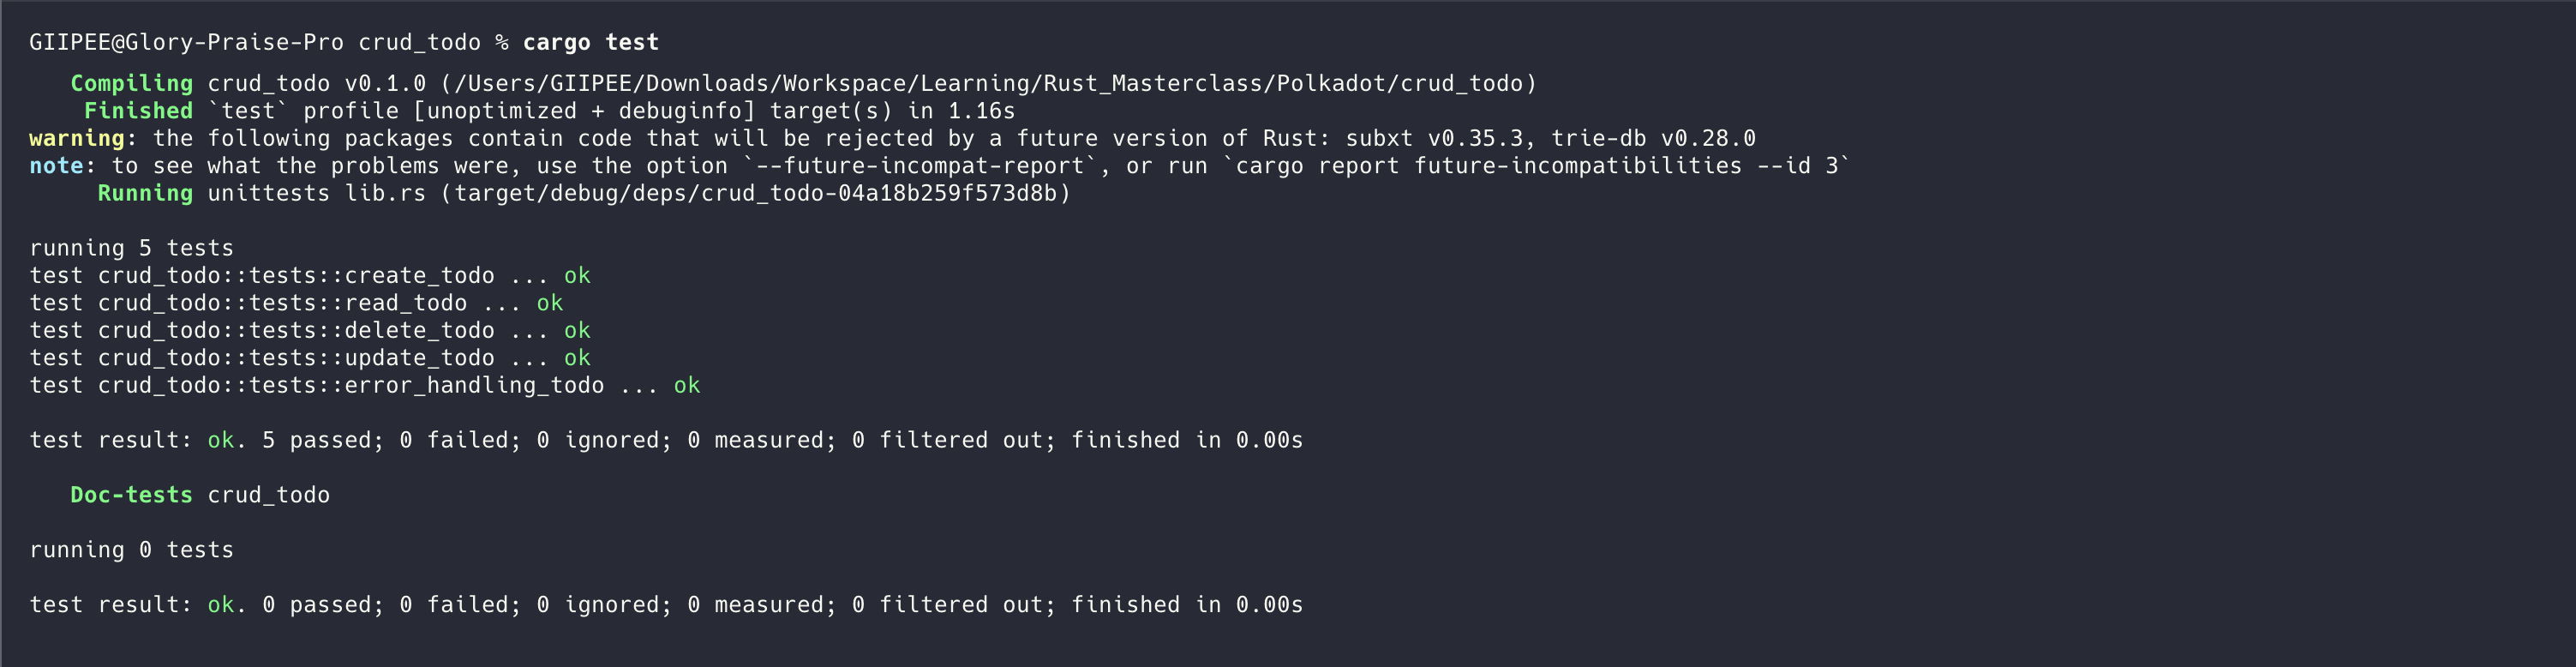 GIIPEE@Glory-Praise-Pro crud_todo % cargo test
Compiling crud_todo v0.1.0 (/Users/GIIPEE/Downloads/Workspace/Learning/Rust_Masterclass/Polkadot/crud_todo)
Finished `test` profile [unoptimized + debuginfo] target(s) in 1.16s
warning: the following packages contain code that will be rejected by a future version of Rust: subxt v0.35.3, trie-db v0.28.0
note: to see what the problems were, use the option `--future-incompat-report`, or run `cargo report future-incompatibilities --id 3`
Running unittests lib.rs (target/debug/deps/crud_todo-04a18b259f573d8b)
running 5 tests
test crud_todo::tests::create_todo ... ok
test crud_todo::tests::read_todo ... ok
test crud_todo::tests::delete_todo ... ok
test crud_todo::tests::update_todo ... ok
test crud_todo::tests::error_handling_todo ... ok
test result: ok. 5 passed; 0 failed; 0 ignored; 0 measured; 0 filtered out; finished in 0.00s
Doc-tests crud_todo
running 0 tests
test result: ok. 0 passed; 0 failed; 0 ignored; 0 measured; 0 filtered out; finished in 0.00s